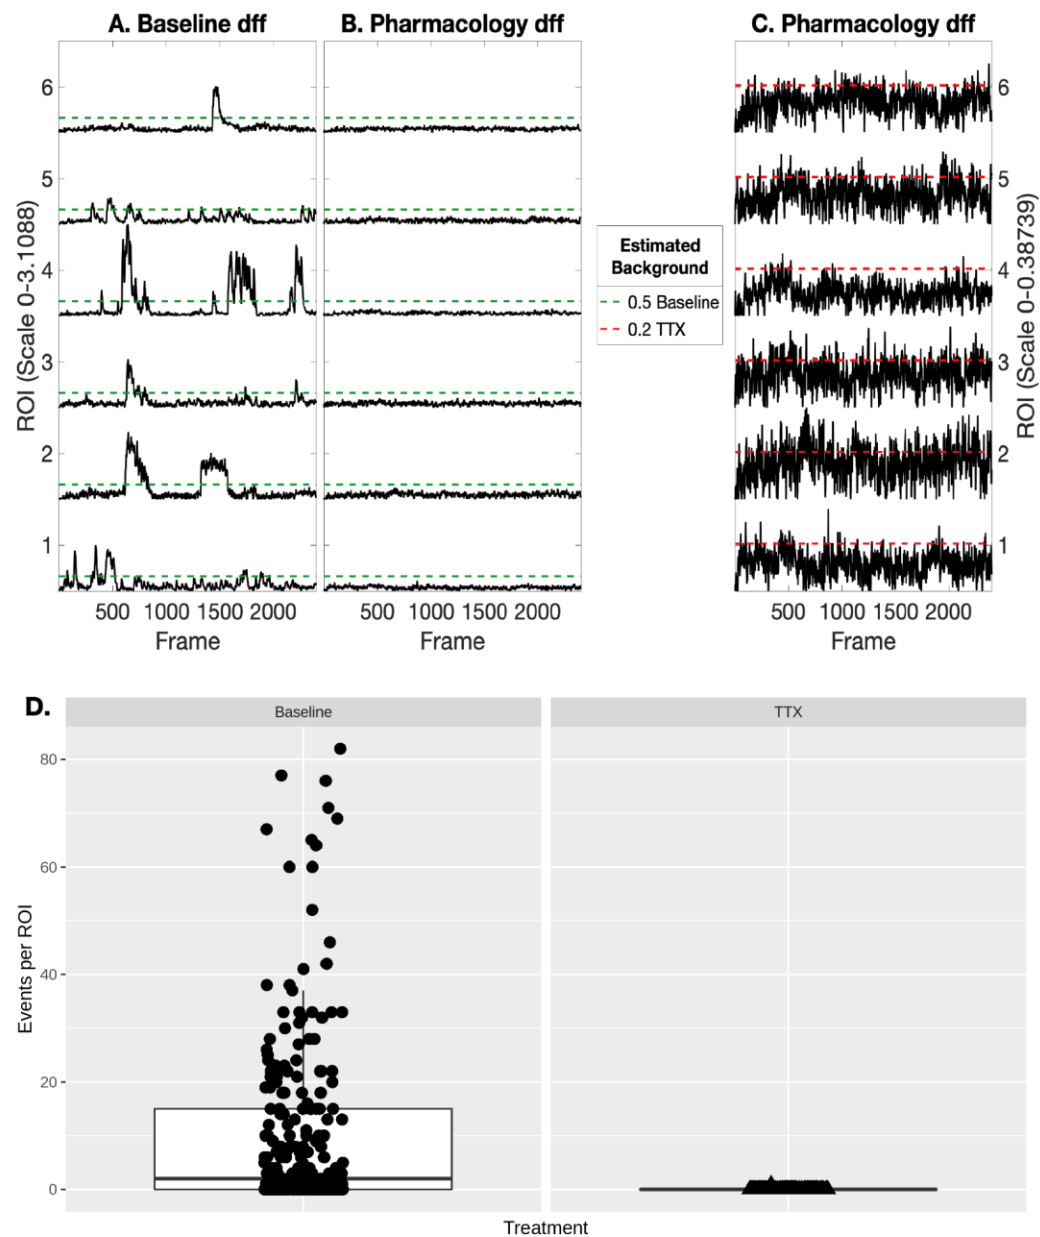 A. Baseline dff
B. Pharmacology dff
C. Pharmacology dff
ROI (Scale 0-3.1088)
6
5
4
3
2
1
500 1000 1500 2000
Frame
500 1000 1500 2000
Frame
Estimated
Background
0.5 Baseline
0.2 TTX
6
5
4
3
2
1
ROI (Scale 0-0.38739)
500 1000 1500 2000
Frame
D.
Baseline
TTX
Events per ROI
80
60
40
20
0
Treatment